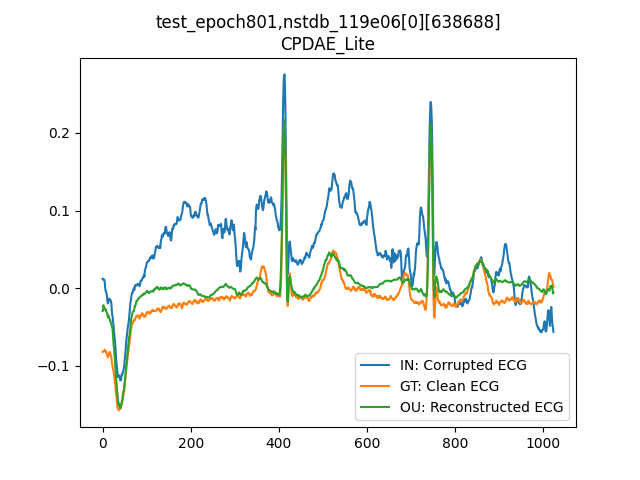 test_epoch801,nstdb_119e06[0][638688]
CPDAE_Lite
0.2
0.1
0.0
−0.1
IN: Corrupted ECG
GT: Clean ECG
OU: Reconstructed ECG
0 200 400 600 800 1000